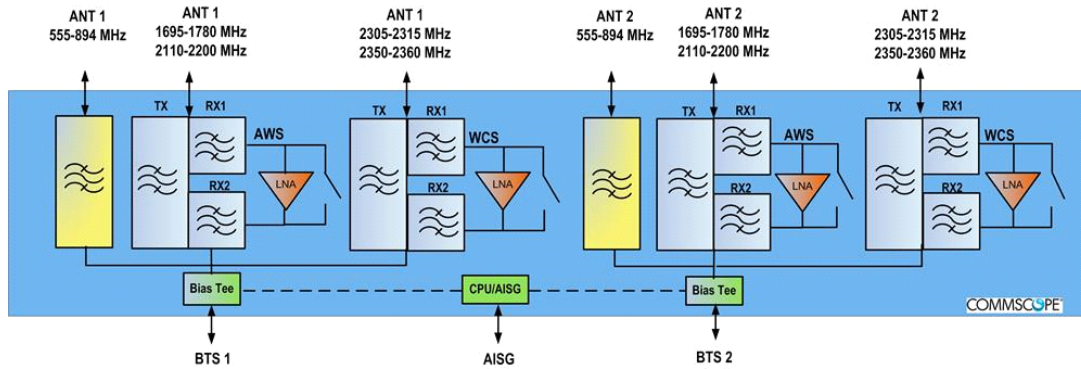 ANT 1
555-894 MHz
ANT 1
1695-1780 MHz
2110-2200 MHz
ANT 1
2305-2315 MHz
2350-2360 MHz
ANT 2
555-894 MHz
ANT 2
1695-1780 MHz
2110-2200 MHz
ANT 2
2305-2315 MHz
2350-2360 MHz
TX RX1
AWS
LNA
RX2
TX RX1
WCS
LNA
RX2
TX RX1
AWS
LNA
RX2
TX RX1
WCS
LNA
RX2
Bias Tee
CPU/AISG
Bias Tee
COMMSCOPE
BTS 1
AISG
BTS 2